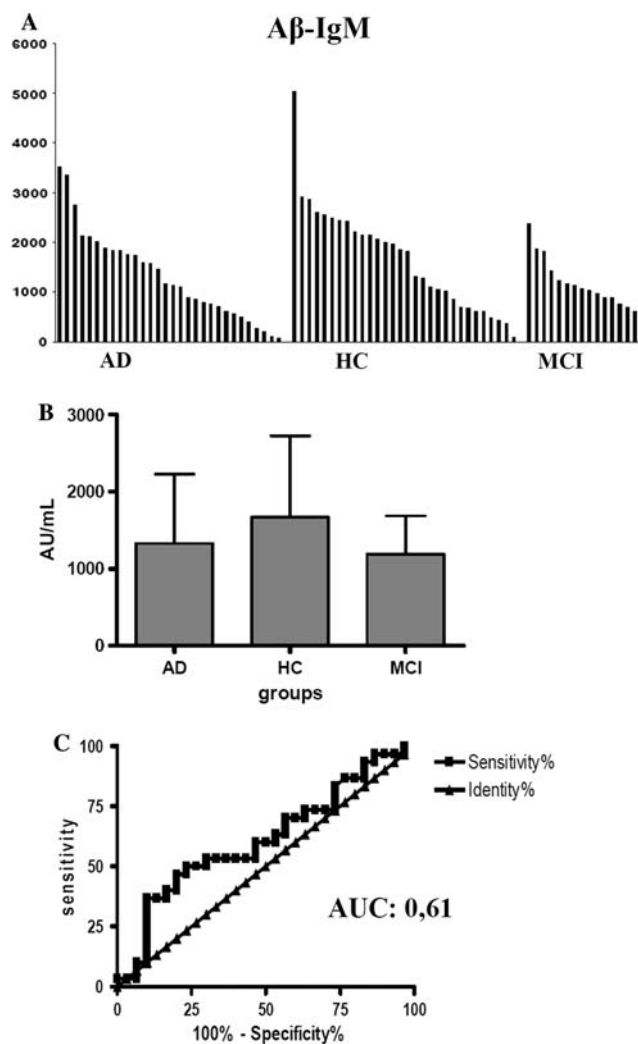 A
Aβ-IgM
6000
5000
4000
3000
2000
1000
0
AD HC MCI
B
3000
2000
1000
0
AU/mL
AD HC MCI
groups
C
100
75
50
25
0
sensitivity
0 25 50 75 100
100% - Specificity%
Sensitivity%
Identity%
AUC: 0,61